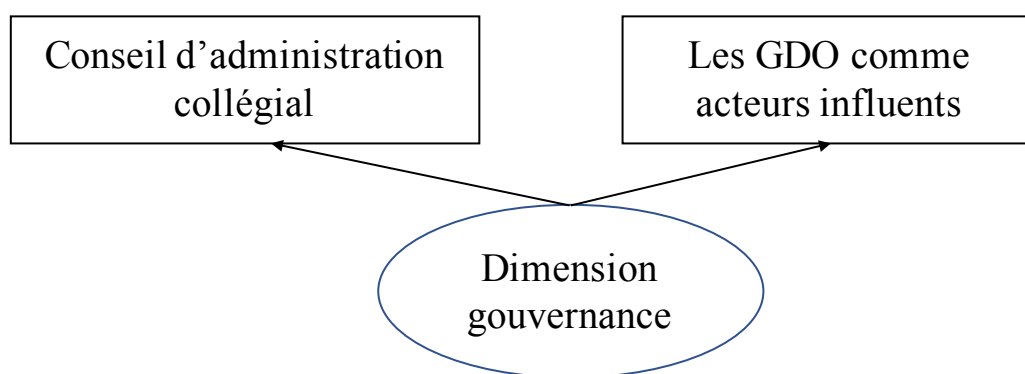 Conseil d’administration
collégial
Les GDO comme
acteurs influents
Dimension
gouvernance